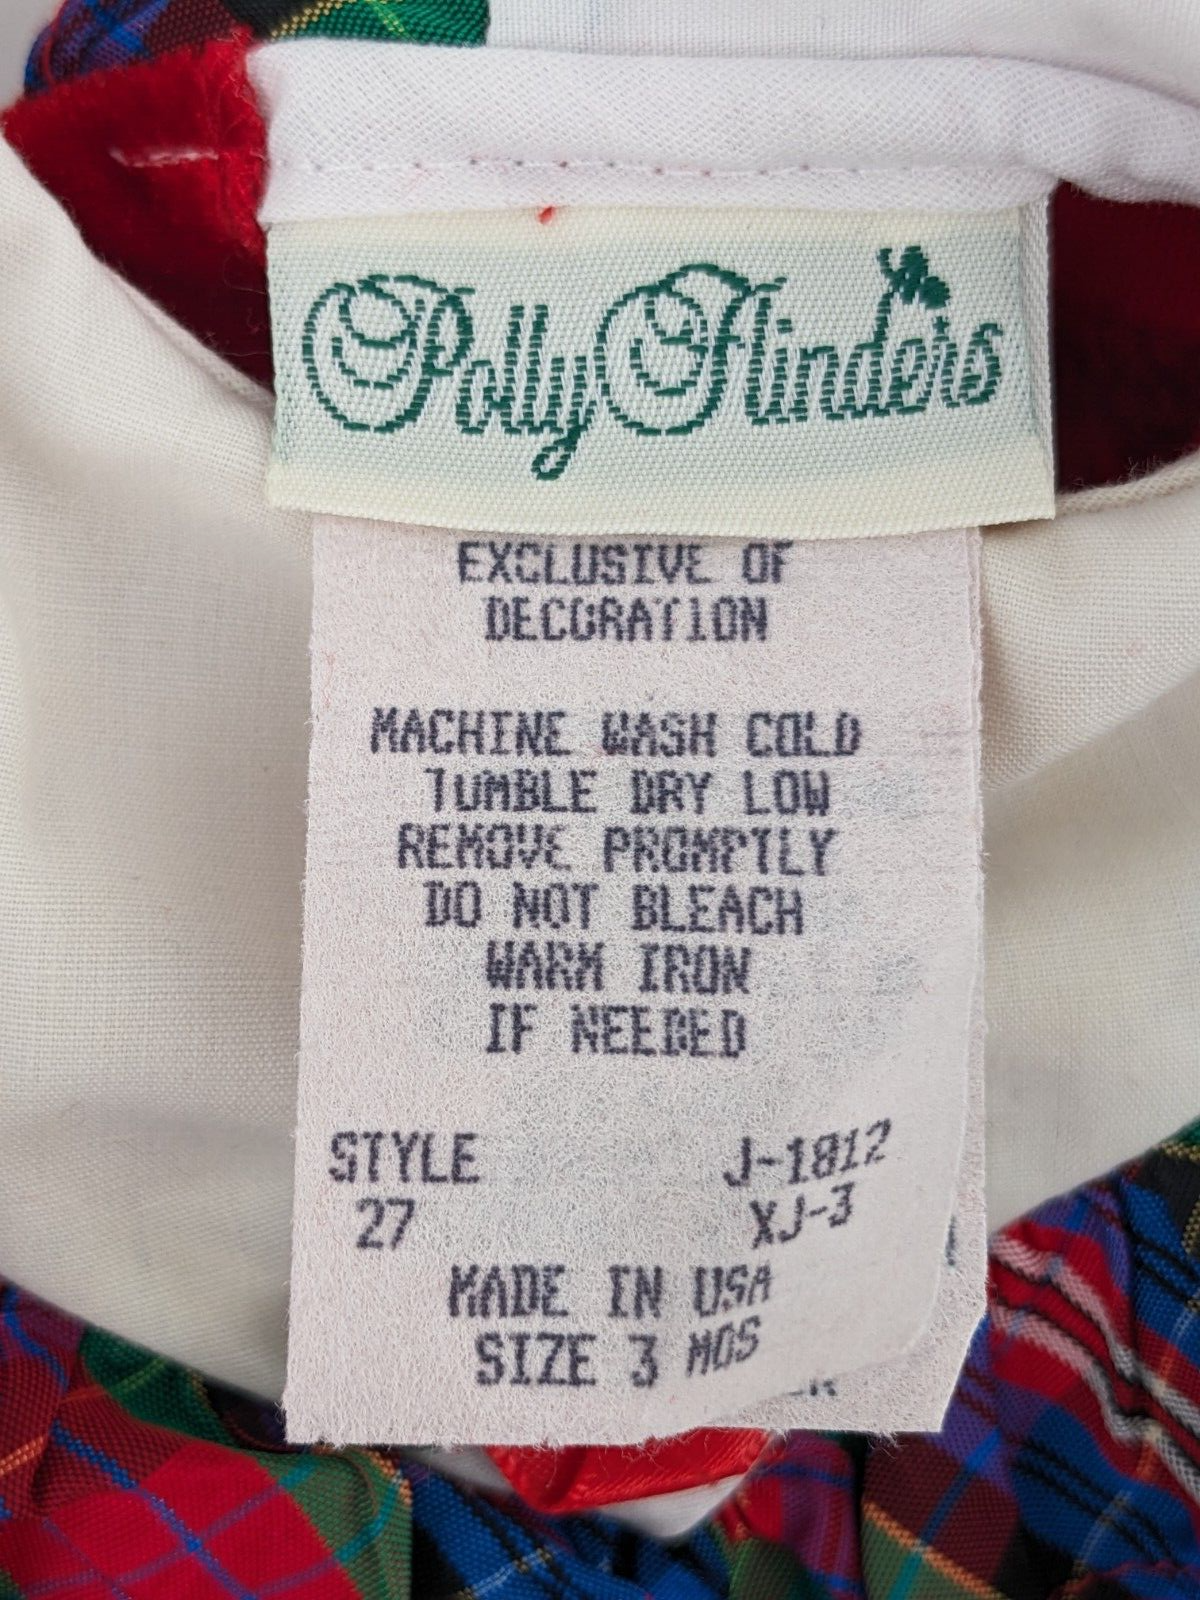 Polly Flinders
EXCLUSIVE OF
DECORATION
MACHINE WASH COLD
TUMBLE DRY LOW
REMOVE PROMPTLY
DO NOT BLEACH
WARM IRON
IF NEEDED
STYLE J-1812
27 XJ-3
MADE IN USA
SIZE 3 MOS